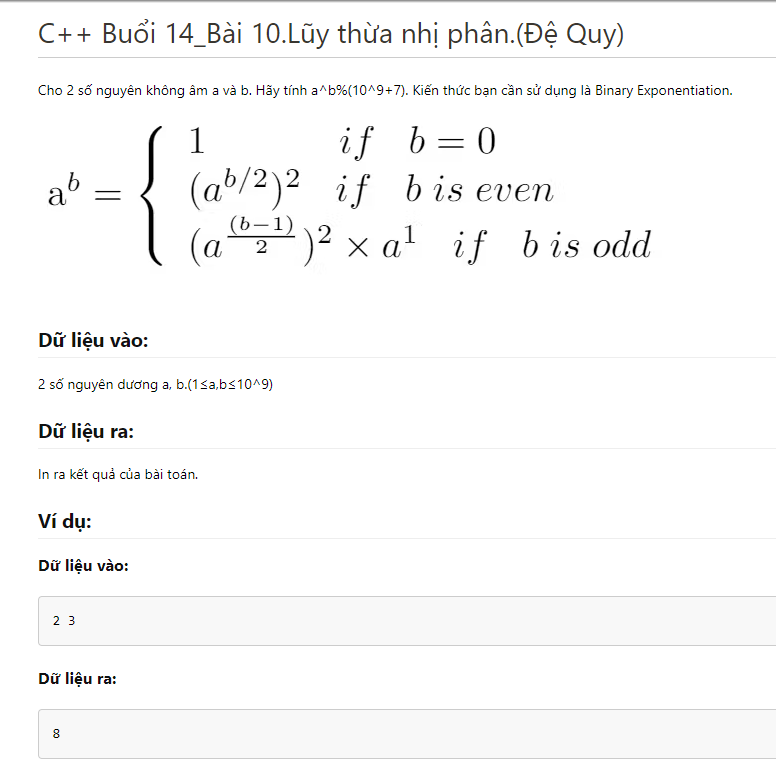 C++ Buổi 14_Bài 10.Lũy thừa nhị phân.(Đệ Quy)
Cho 2 số nguyên không âm a và b. Hãy tính a^b%(10^9+7). Kiến thức bạn cần sử dụng là Binary Exponentiation.
a^b = { 1 if b = 0
(a^{b/2})^2 if b is even
(a^{\frac{(b-1)}{2}})^2 × a^1 if b is odd
Dữ liệu vào:
2 số nguyên dương a, b.(1≤a,b≤10^9)
Dữ liệu ra:
In ra kết quả của bài toán.
Ví dụ:
Dữ liệu vào:
2 3
Dữ liệu ra:
8